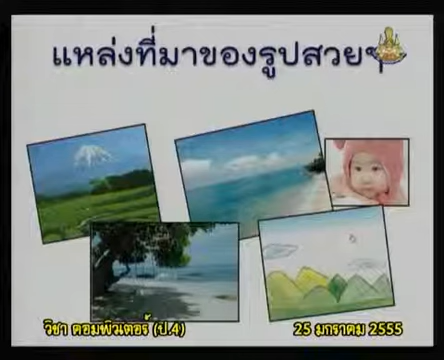 แหล่งที่มาของรูปสวยๆ
วิชา คอมพิวเตอร์ (ป.4)
25 มกราคม 2555